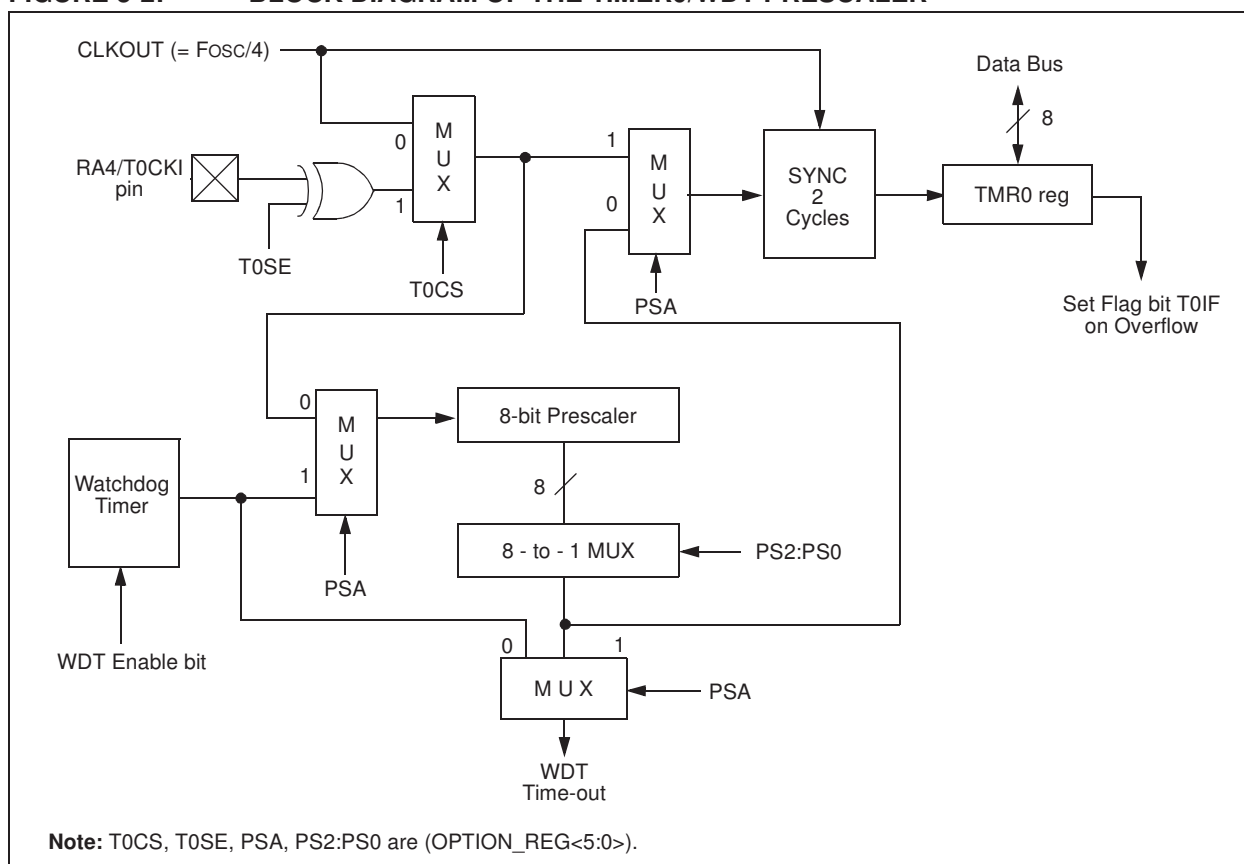 CLKOUT (= FOSC/4)
Data Bus
8
RA4/T0CKI
pin
T0SE
0
1
M
U
X
T0CS
1
0
M
U
X
PSA
SYNC
2
Cycles
TMR0 reg
Set Flag bit T0IF
on Overflow
0
1
M
U
X
PSA
8-bit Prescaler
8
8 - to - 1 MUX
PS2:PS0
Watchdog
Timer
WDT Enable bit
0
1
M U X
PSA
WDT
Time-out
Note: T0CS, T0SE, PSA, PS2:PS0 are (OPTION_REG<5:0>).